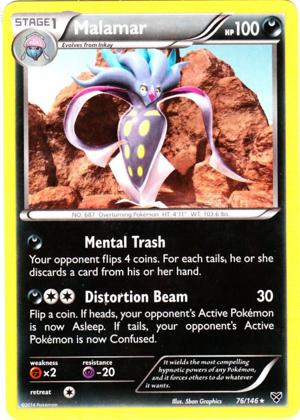 STAGE1
Malamar
HP 100
Evolves from Inkay
NO. 687 Overturning Pokémon HT: 4'11" WT: 103.6 lbs
Mental Trash
Your opponent flips 4 coins. For each tails, he or she
discards a card from his or her hand.
Distortion Beam 30
Flip a coin. If heads, your opponent's Active Pokémon
is now Asleep. If tails, your opponent's Active
Pokémon is now Confused.
weakness
×2
resistance
-20
retreat
It wields the most compelling
hypnotic powers of any Pokémon,
and it forces others to do whatever
it wants.
Illus. 5ban Graphics
76/146 ★
©2014 Pokémon